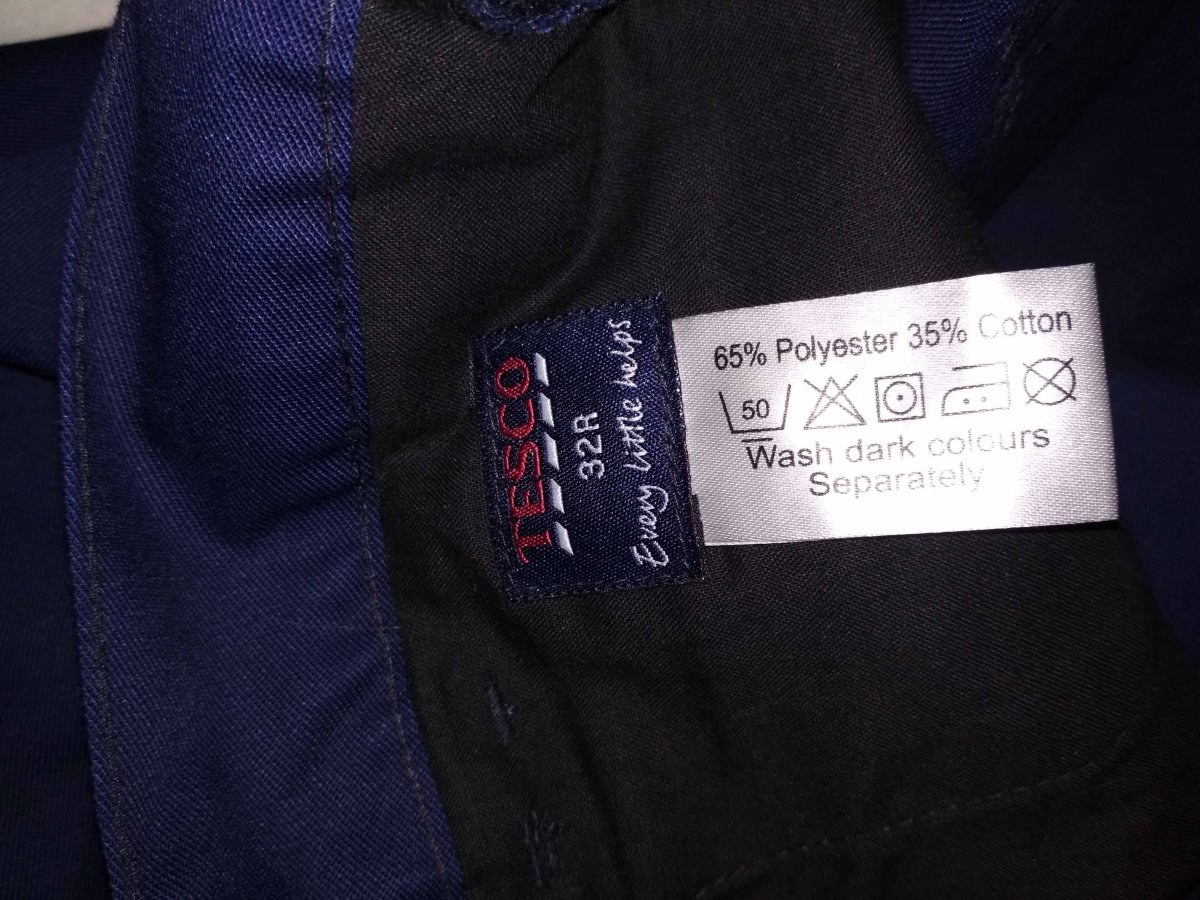 TESCO
32R
Every little helps
65% Polyester 35% Cotton
50
Wash dark colours
Separately